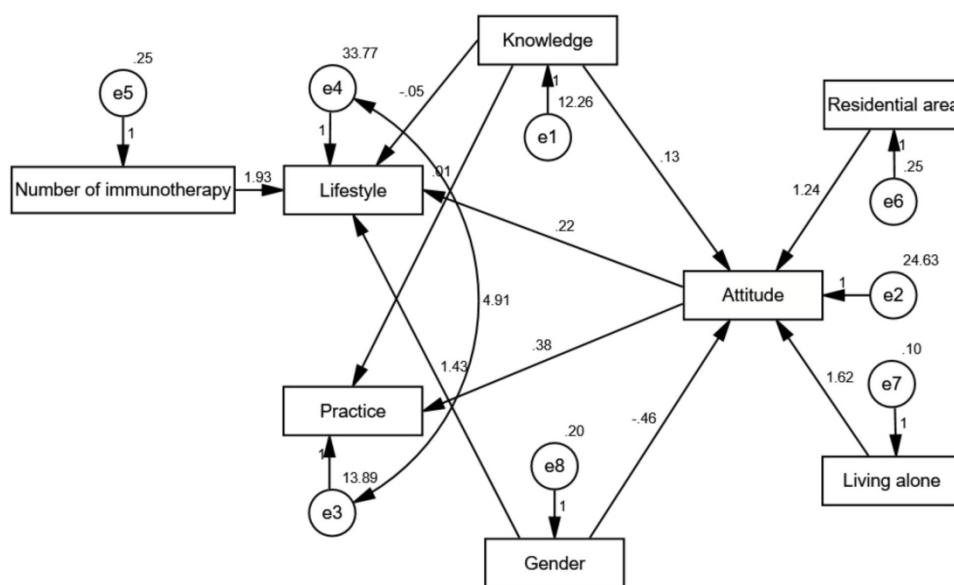 Knowledge
.25
33.77
e5
e4
-.05
1
12.26
e1
Residential area
1
1
.13
.01
1
.25
Number of immunotherapy
1.93
Lifestyle
1.24
e6
.22
24.63
Attitude
1
e2
4.91
.38
.10
1.43
1.62
e7
Practice
-.46
1
.20
1
13.89
e8
Living alone
e3
1
Gender